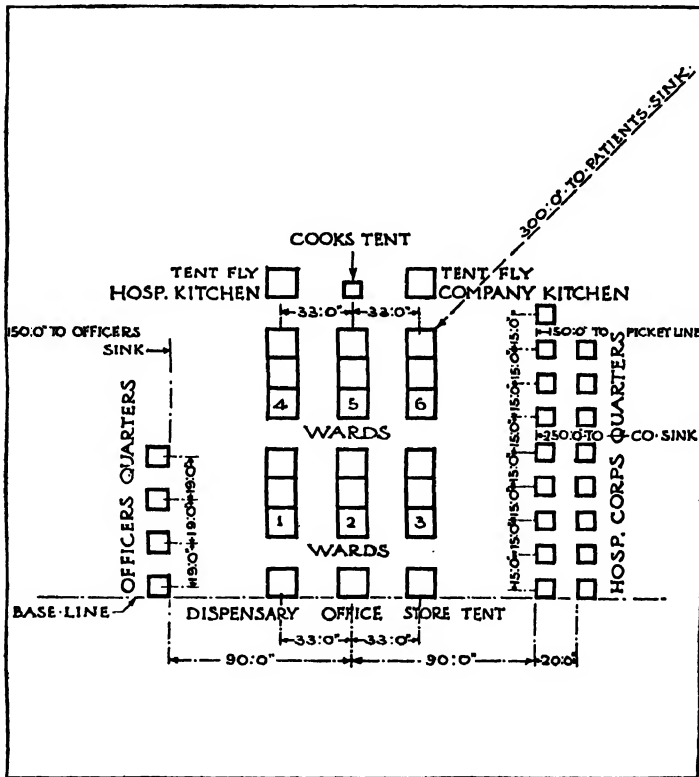 300'.0" TO PATIENTS SINK
COOKS TENT
TENT FLY
HOSP. KITCHEN
TENT FLY
COMPANY KITCHEN
33'.0"
33'.0"
150'.0" TO OFFICERS
SINK
150'.0" TO PICKET LINE
250'.0" TO CO. SINK
4
5
6
WARDS
OFFICERS QUARTERS
HOSP. CORPS QUARTERS
19'.0"
19'.0"
19'.0"
15'.0"
15'.0"
15'.0"
15'.0"
15'.0"
15'.0"
15'.0"
15'.0"
1
2
3
WARDS
BASE LINE
DISPENSARY
OFFICE
STORE TENT
33'.0"
33'.0"
90'.0"
90'.0"
20'.0"